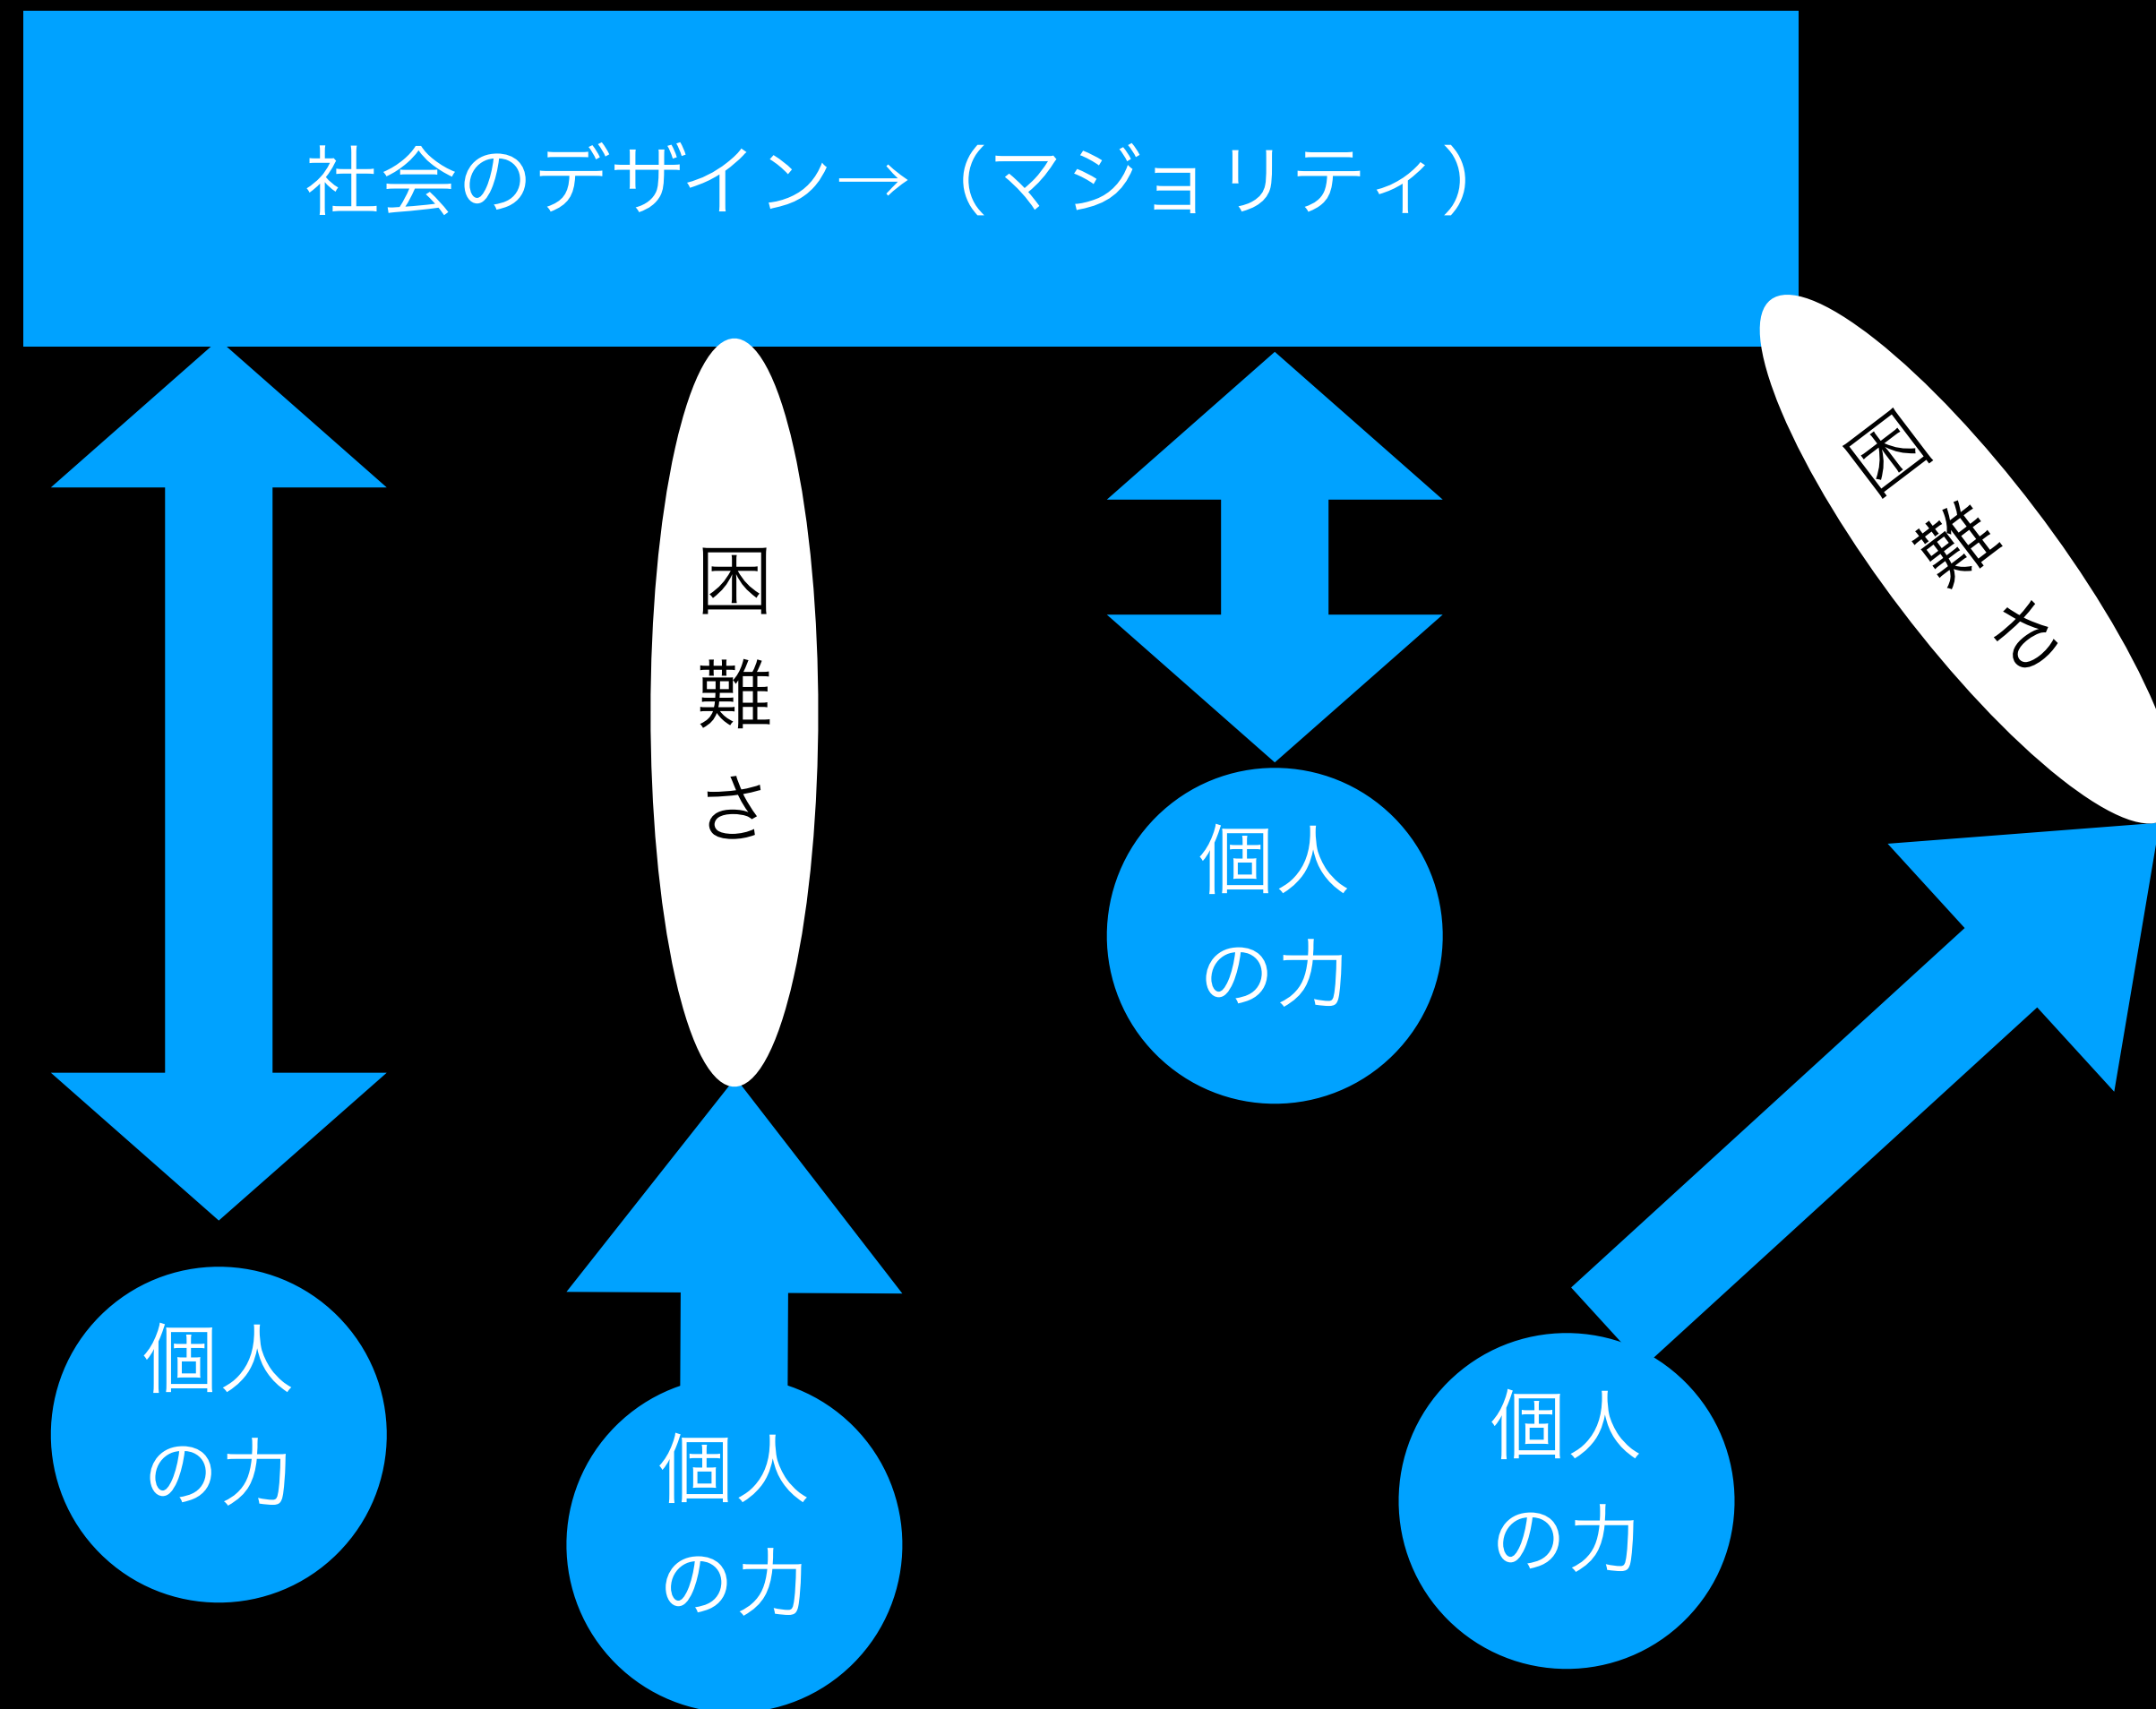 社会のデザイン→（マジョリティ）
困
難
さ
困
難
さ
個人
の力
個人
の力
個人
の力
個人
の力